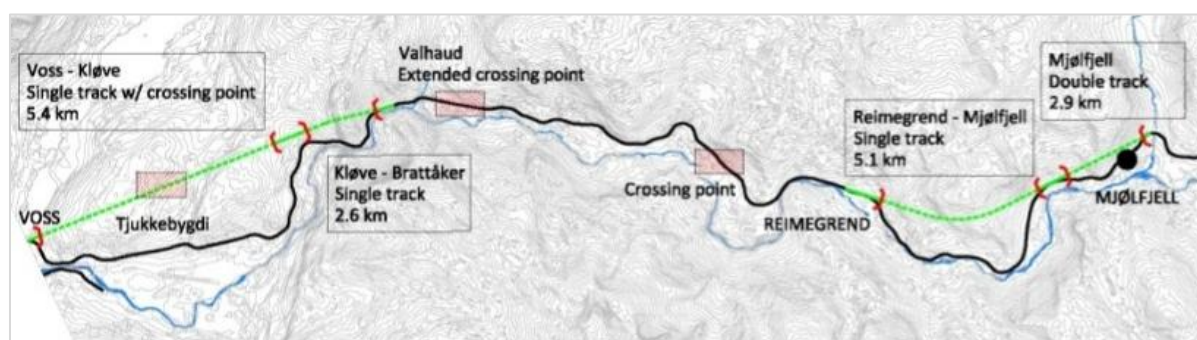 Voss - Kløve
Single track w/ crossing point
5.4 km
Valhaud
Extended crossing point
Mjølfjell
Double track
2.9 km
Reimegrend - Mjølfjell
Single track
5.1 km
Kløve - Brattåker
Single track
2.6 km
Crossing point
VOSS
Tjukkebygdi
REIMEGREND
MJØLFJELL